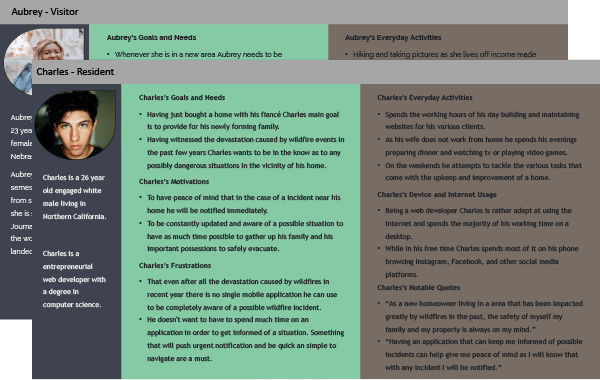 Aubrey - Visitor
Aubrey's Goals and Needs
• Whenever she is in a new area Aubrey needs to be
Aubrey's Everyday Activities
• Hiking and taking pictures as she lives off income made
Aubre
23 yea
female
Nebra
Aubre
semes
from s
she is
Journa
the wo
landed
Charles - Resident
Charles is a 26 year
old engaged white
male living in
Northern California.
Charles is a
entrepreneurial
web developer with
a degree in
computer science.
Charles's Goals and Needs
• Having just bought a home with his fiancé Charles main goal
is to provide for his newly forming family.
• Having witnessed the devastation caused by wildfire events in
the past few years Charles wants to be in the know as to any
possibly dangerous situations in the vicinity of his home.
Charles's Motivations
• To have peace of mind that in the case of a incident near his
home he will be notified immediately.
• To be constantly updated and aware of a possible situation to
have as much time possible to gather up his family and his
important possessions to safely evacuate.
Charles's Frustrations
• That even after all the devastation caused by wildfires in
recent year there is no single mobile application he can use
to be completely aware of a possible wildfire incident.
• He doesn't want to have to spend much time on an
application in order to get informed of a situation. Something
that will push urgent notification and be quick an simple to
navigate are a must.
Charles's Everyday Activities
• Spends the working hours of his day building and maintaining
websites for his various clients.
• As his wife does not work from home he spends his evenings
preparing dinner and watching tv or playing video games.
• On the weekends he attempts to tackle the various tasks that
come with the upkeep and improvement of a home.
Charles's Device and Internet Usage
• Being a web developer Charles is rather adept at using the
internet and spends the majority of his working time on a
desktop.
• While in his free time Charles spends most of it on his phone
browsing Instagram, Facebook, and other social media
platforms.
Charles's Notable Quotes
• "As a new homeowner living in a area that has been impacted
greatly by wildfires in the past, the safety of myself my
family and my property is always on my mind."
• "Having an application that can keep me informed of possible
incidents can help give me peace of mind as I will know that
with any incident I will be notified."